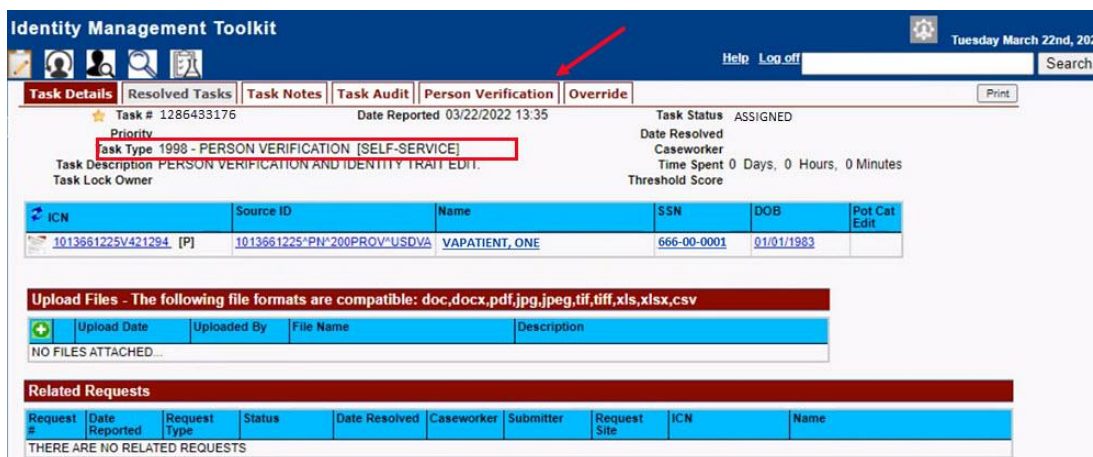 Identity Management Toolkit
Tuesday March 22nd, 202
Help Log off
Search
Task Details Resolved Tasks Task Notes Task Audit Person Verification Override
Print
Task # 1286433176 Date Reported 03/22/2022 13:35 Task Status ASSIGNED
Priority Date Resolved
Task Type 1998 - PERSON VERIFICATION [SELF-SERVICE] Caseworker
Task Description PERSON VERIFICATION AND IDENTITY TRAIT EDIT. Time Spent 0 Days, 0 Hours, 0 Minutes
Task Lock Owner Threshold Score
ICN Source ID Name SSN DOB Pot Cat Edit
1013661225V421294 [P] 1013661225^PN^200PROV^USDVA VAPATIENT, ONE 666-00-0001 01/01/1983
Upload Files - The following file formats are compatible: doc,docx,pdf,jpg,jpeg,tif,tiff,xls,xlsx,csv
Upload Date Uploaded By File Name Description
NO FILES ATTACHED...
Related Requests
Request # Date Reported Request Type Status Date Resolved Caseworker Submitter Request Site ICN Name
THERE ARE NO RELATED REQUESTS